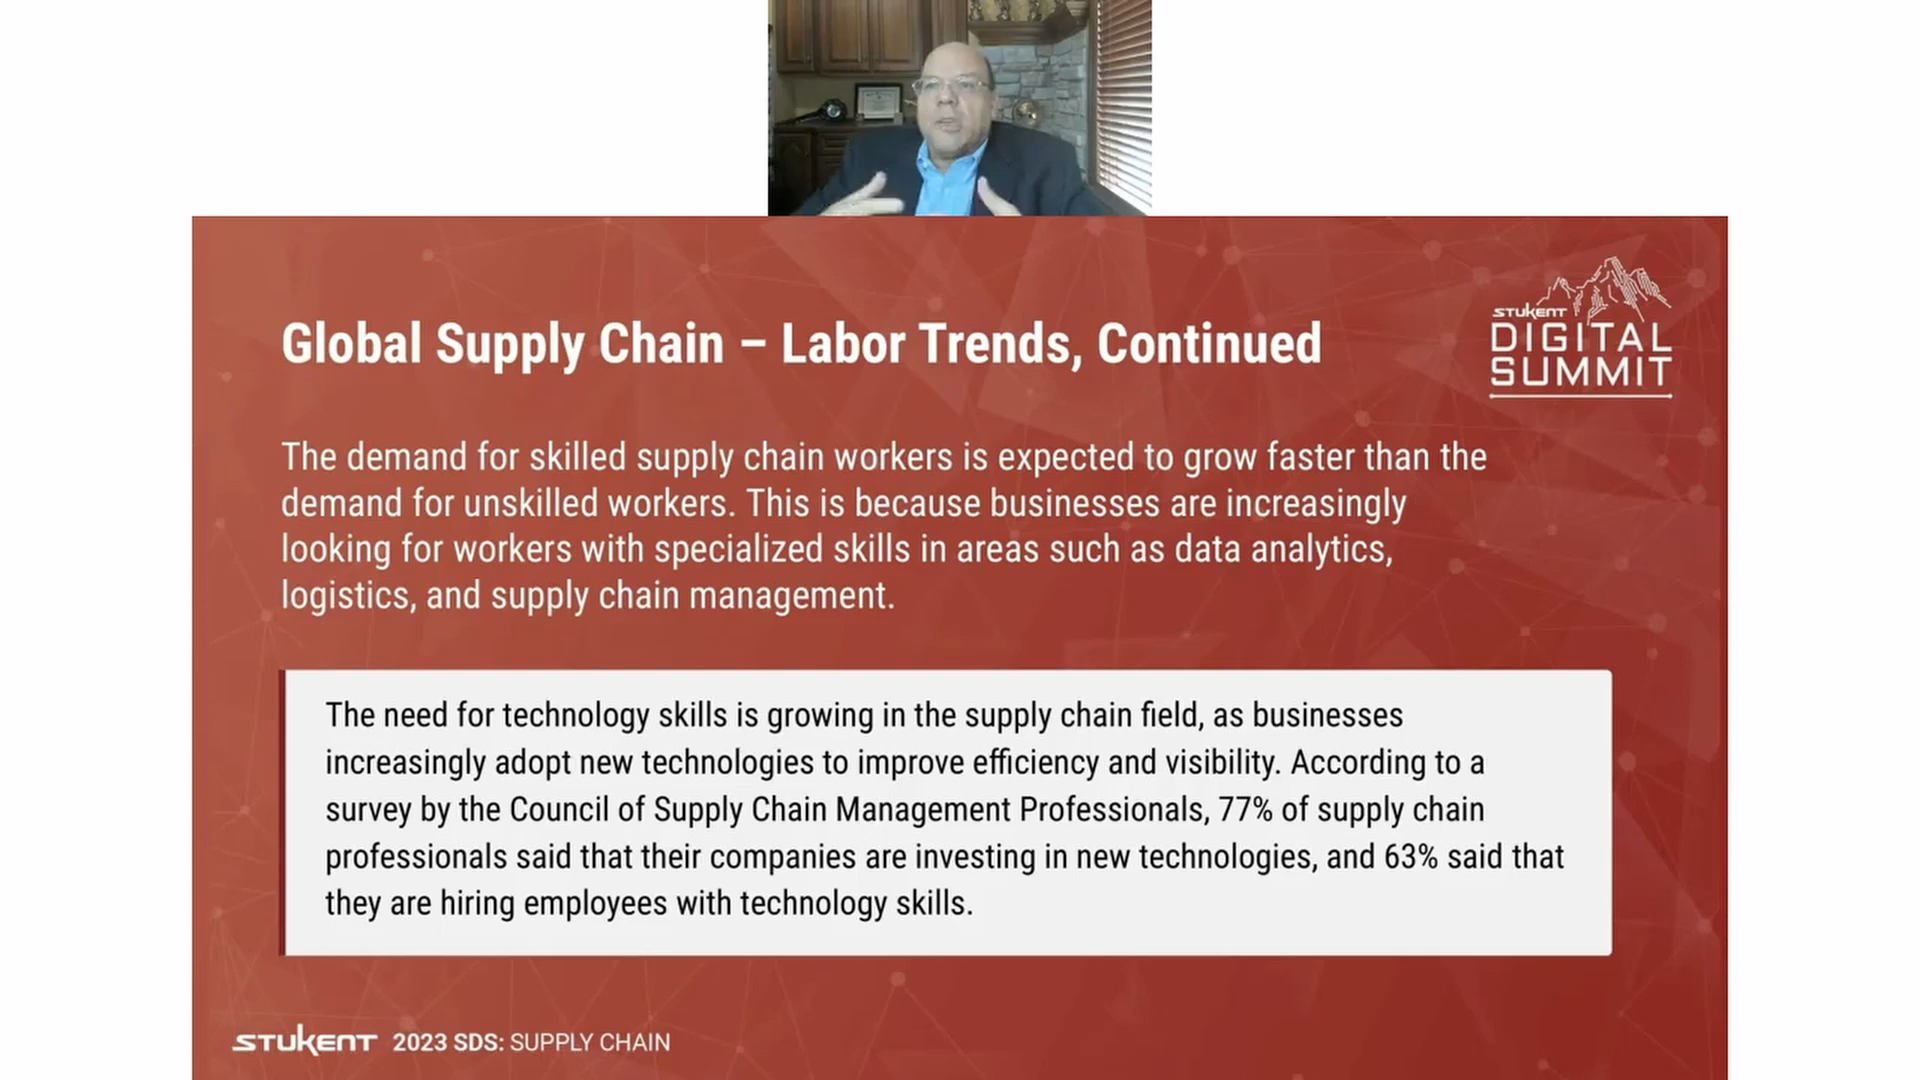 Global Supply Chain – Labor Trends, Continued
STUKENT
DIGITAL
SUMMIT
The demand for skilled supply chain workers is expected to grow faster than the
demand for unskilled workers. This is because businesses are increasingly
looking for workers with specialized skills in areas such as data analytics,
logistics, and supply chain management.
The need for technology skills is growing in the supply chain field, as businesses
increasingly adopt new technologies to improve efficiency and visibility. According to a
survey by the Council of Supply Chain Management Professionals, 77% of supply chain
professionals said that their companies are investing in new technologies, and 63% said that
they are hiring employees with technology skills.
STUKENT 2023 SDS: SUPPLY CHAIN